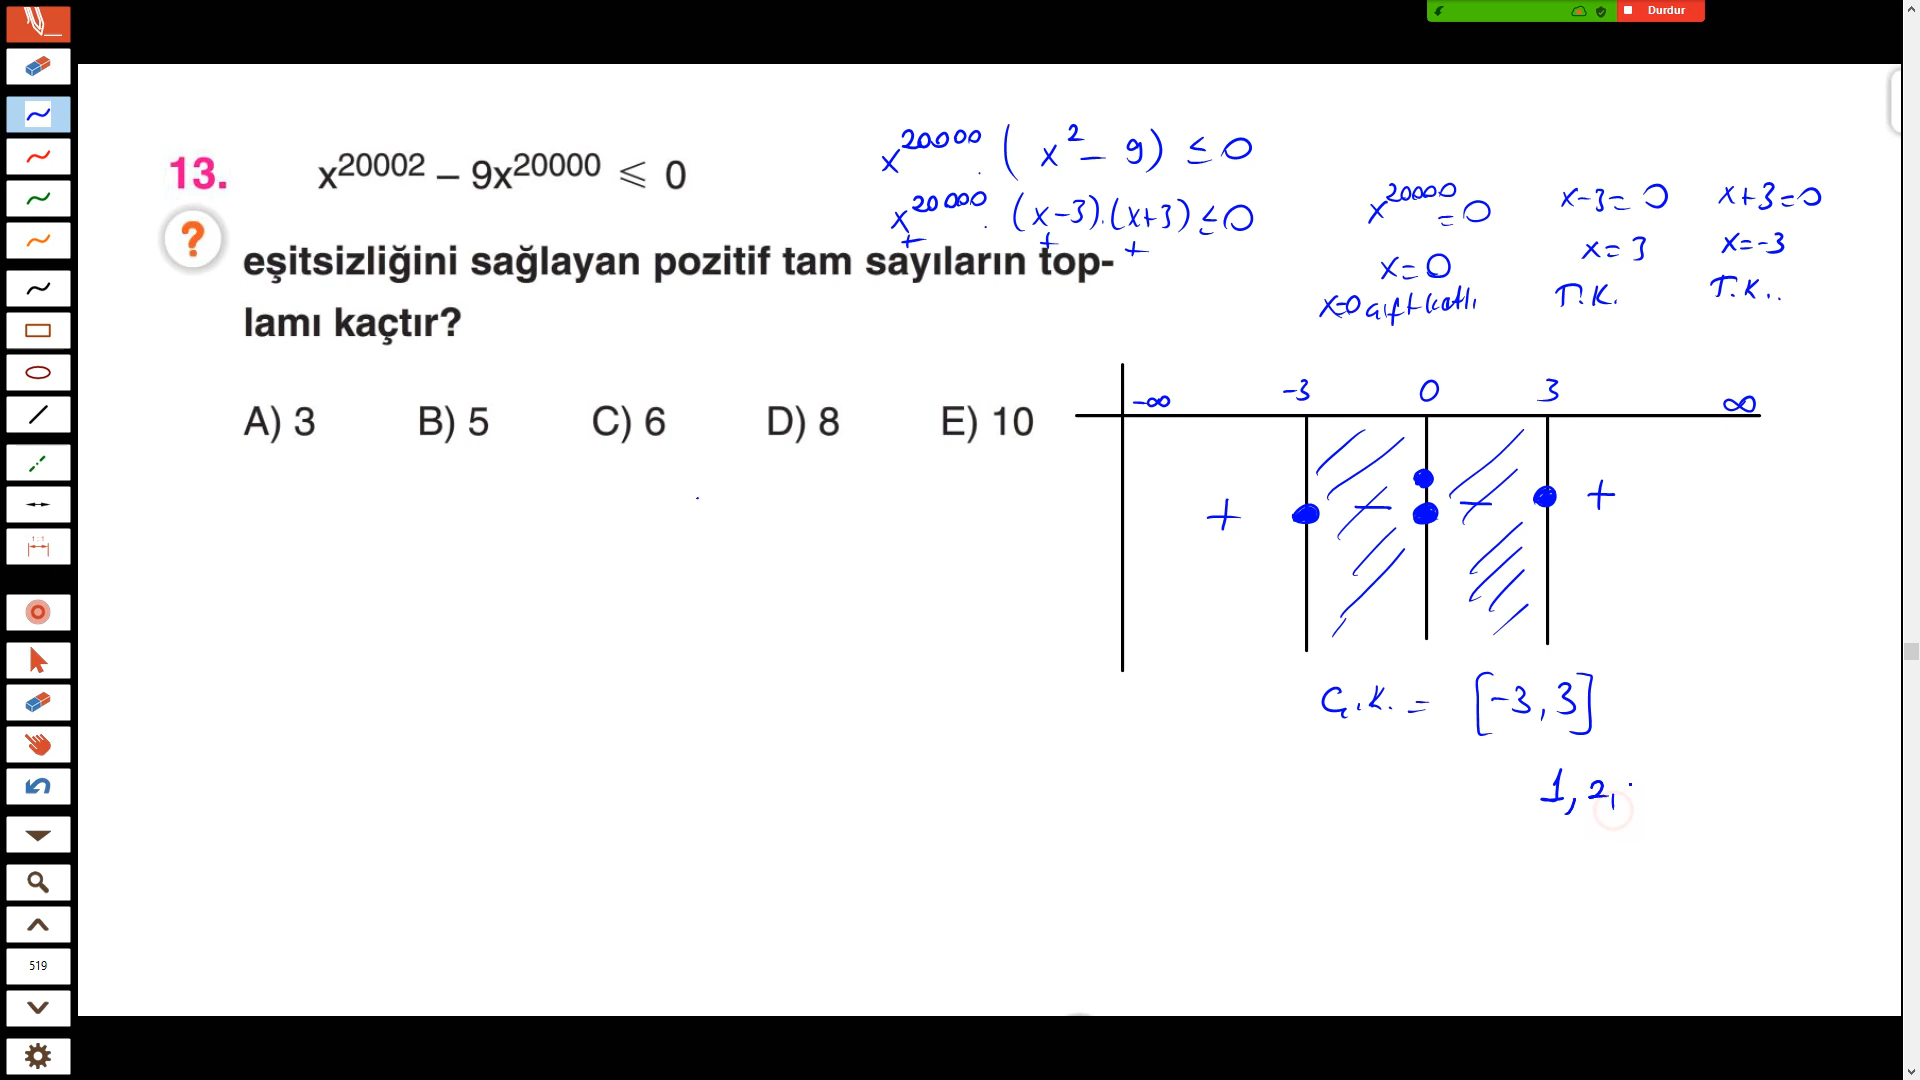 Durdur
13. x^20002 – 9x^20000 ⩽ 0
?
eşitsizliğini sağlayan pozitif tam sayıların top-
lamı kaçtır?
A) 3 B) 5 C) 6 D) 8 E) 10
x^20000 . (x^2 – 9) ≤ 0
x^20000 . (x-3).(x+3) ≤ 0
+ + +
x^20000 = 0
x = 0
x=0 çift katlı
x-3 = 0
x = 3
T.K.
x+3 = 0
x = -3
T.K..
-∞ -3 0 3 ∞
+ – – +
Ç.K. = [-3, 3]
1, 2,
1:1
519